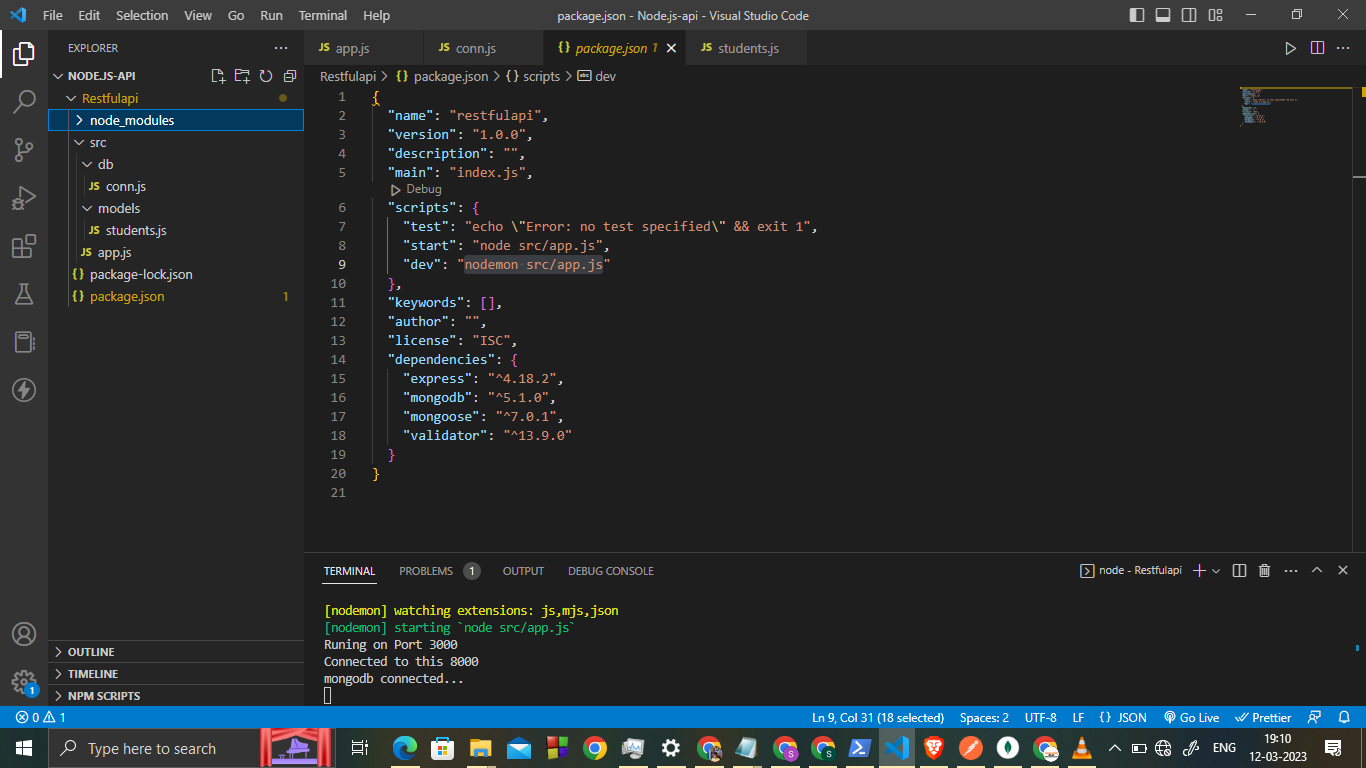 File Edit Selection View Go Run Terminal Help
package.json - Node.js-api - Visual Studio Code
EXPLORER
NODEJS-API
Restfulapi
node_modules
src
db
JS conn.js
models
JS students.js
JS app.js
{} package-lock.json
{} package.json 1
OUTLINE
TIMELINE
NPM SCRIPTS
1
JS app.js JS conn.js {} package.json 1 JS students.js
Restfulapi > {} package.json > {} scripts > abc dev
1 {
2 "name": "restfulapi",
3 "version": "1.0.0",
4 "description": "",
5 "main": "index.js",
Debug
6 "scripts": {
7 "test": "echo \"Error: no test specified\" && exit 1",
8 "start": "node src/app.js",
9 "dev": "nodemon src/app.js"
10 },
11 "keywords": [],
12 "author": "",
13 "license": "ISC",
14 "dependencies": {
15 "express": "^4.18.2",
16 "mongodb": "^5.1.0",
17 "mongoose": "^7.0.1",
18 "validator": "^13.9.0"
19 }
20 }
21
TERMINAL PROBLEMS 1 OUTPUT DEBUG CONSOLE
node - Restfulapi
[nodemon] watching extensions: js,mjs,json
[nodemon] starting `node src/app.js`
Runing on Port 3000
Connected to this 8000
mongodb connected...
0 1
Ln 9, Col 31 (18 selected) Spaces: 2 UTF-8 LF {} JSON Go Live Prettier
Type here to search
ENG
19:10
12-03-2023